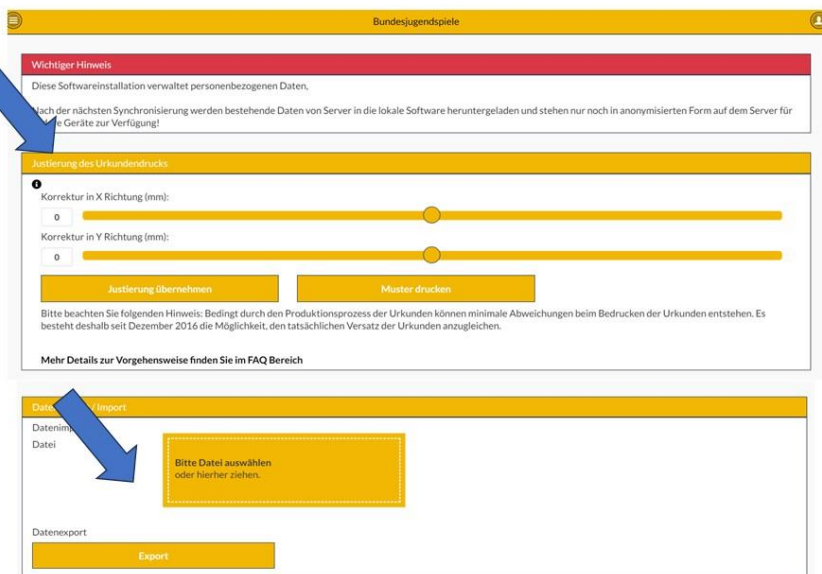 Bundesjugendspiele
Wichtiger Hinweis
Diese Softwareinstallation verwaltet personenbezogenen Daten,
Nach der nächsten Synchronisierung werden bestehende Daten von Server in die lokale Software heruntergeladen und stehen nur noch in anonymisierten Form auf dem Server für
Geräte zur Verfügung!
Justierung des Urkundendrucks
Korrektur in X Richtung (mm):
0
Korrektur in Y Richtung (mm):
0
Justierung übernehmen Muster drucken
Bitte beachten Sie folgenden Hinweis: Bedingt durch den Produktionsprozess der Urkunden können minimale Abweichungen beim Bedrucken der Urkunden entstehen. Es
besteht deshalb seit Dezember 2016 die Möglichkeit, den tatsächlichen Versatz der Urkunden anzugleichen.
Mehr Details zur Vorgehensweise finden Sie im FAQ Bereich
/ Import
Datei
Bitte Datei auswählen
oder hierher ziehen.
Datenexport
Export